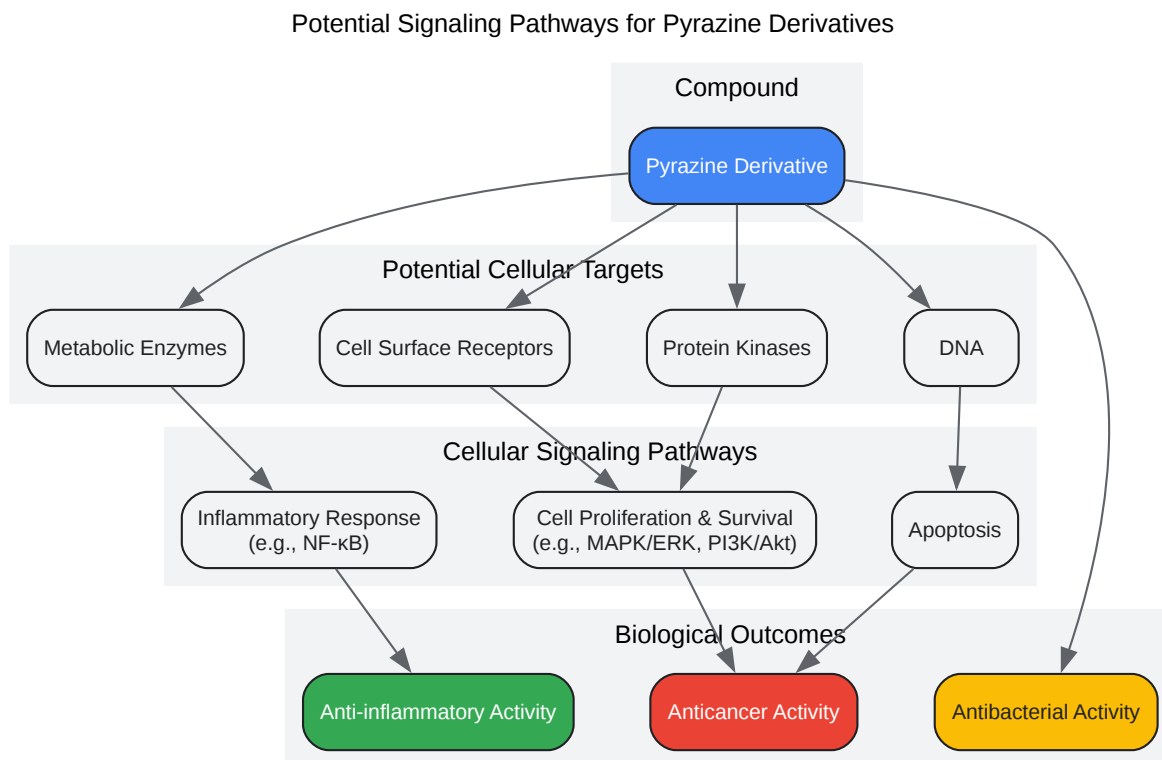 Potential Signaling Pathways for Pyrazine Derivatives
Compound
Pyrazine Derivative
Potential Cellular Targets
Metabolic Enzymes
Cell Surface Receptors
Protein Kinases
DNA
Cellular Signaling Pathways
Inflammatory Response
(e.g., NF-κB)
Cell Proliferation & Survival
(e.g., MAPK/ERK, PI3K/Akt)
Apoptosis
Biological Outcomes
Anti-inflammatory Activity
Anticancer Activity
Antibacterial Activity